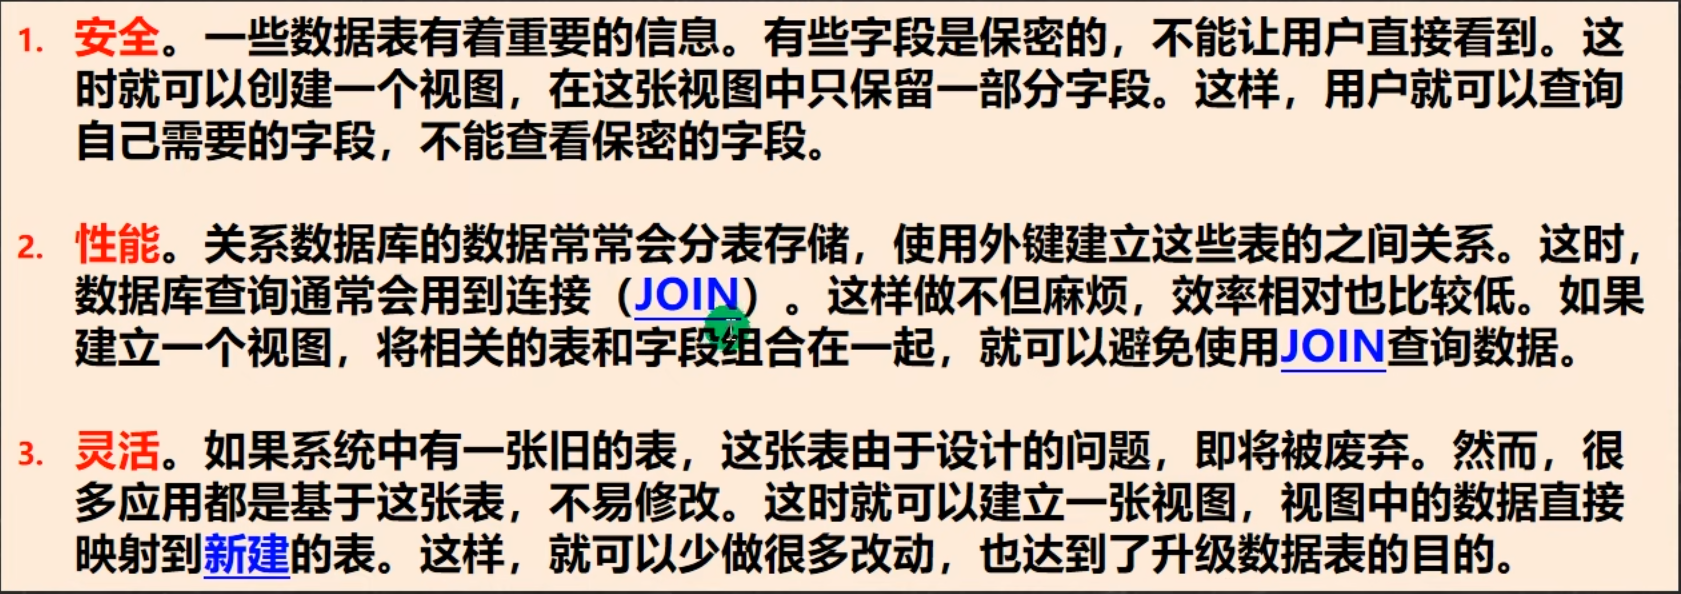 1. 安全。一些数据表有着重要的信息。有些字段是保密的，不能让用户直接看到。这
时就可以创建一个视图，在这张视图中只保留一部分字段。这样，用户就可以查询
自己需要的字段，不能查看保密的字段。
2. 性能。关系数据库的数据常常会分表存储，使用外键建立这些表的之间关系。这时，
数据库查询通常会用到连接（JOIN）。这样做不但麻烦，效率相对也比较低。如果
建立一个视图，将相关的表和字段组合在一起，就可以避免使用JOIN查询数据。
3. 灵活。如果系统中有一张旧的表，这张表由于设计的问题，即将被废弃。然而，很
多应用都是基于这张表，不易修改。这时就可以建立一张视图，视图中的数据直接
映射到新建的表。这样，就可以少做很多改动，也达到了升级数据表的目的。